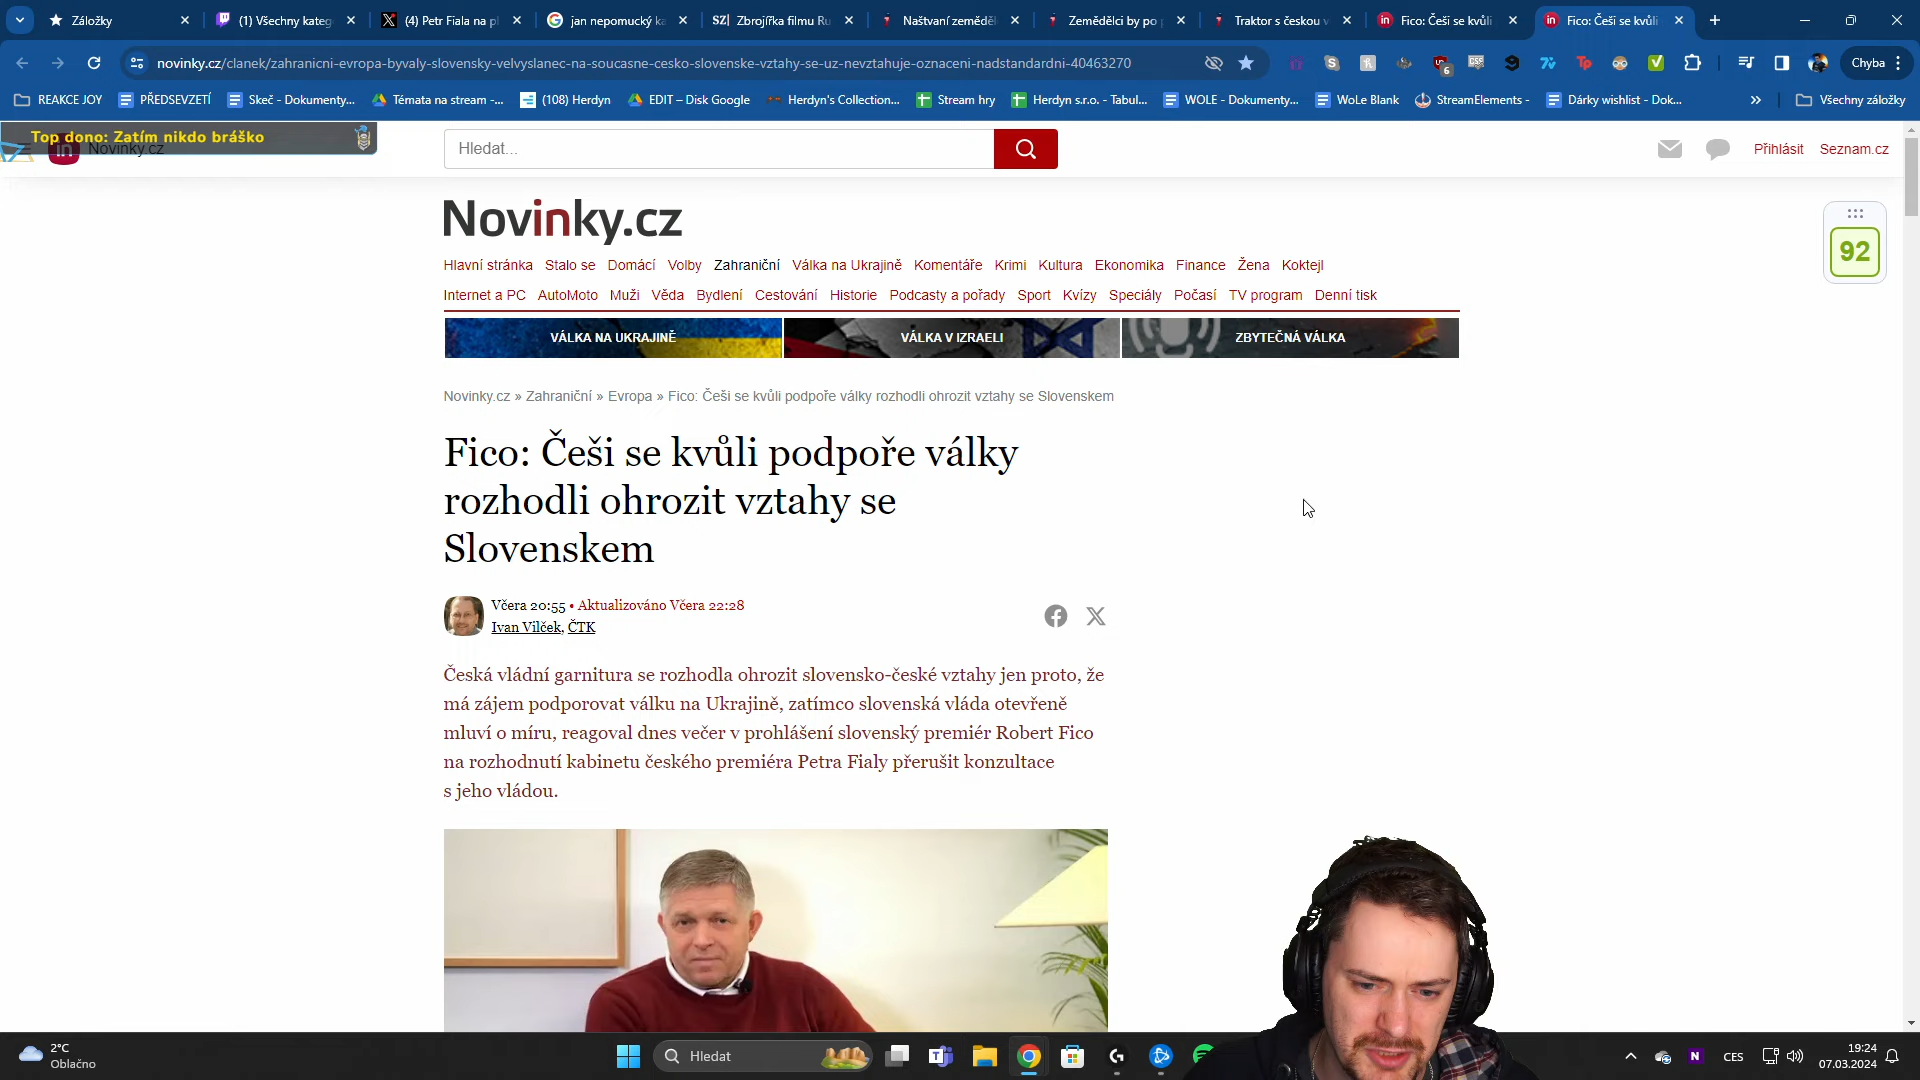 Záložky
(1) Všechny kateg
(4) Petr Fiala na pl
jan nepomucký ka
Zbrojířka filmu Ru
Naštvaní zeměděl
Zemědělci by po
Traktor s českou v
Fico: Češi se kvůli
Fico: Češi se kvůli
novinky.cz/clanek/zahranicni-evropa-byvaly-slovensky-velvyslanec-na-soucasne-cesko-slovenske-vztahy-se-uz-nevztahuje-oznaceni-nadstandardni-40463270
Chyba
REAKCE JOY
PŘEDSEVZETÍ
Skeč - Dokumenty...
Témata na stream -...
(108) Herdyn
EDIT – Disk Google
Herdyn's Collection...
Stream hry
Herdyn s.r.o. - Tabul...
WOLE - Dokumenty...
WoLe Blank
StreamElements -
Dárky wishlist - Dok...
Všechny záložky
Top dono: Zatím nikdo bráško
Novinky.cz
Hledat...
Přihlásit
Seznam.cz
Novinky.cz
92
Hlavní stránka Stalo se Domácí Volby Zahraniční Válka na Ukrajině Komentáře Krimi Kultura Ekonomika Finance Žena Koktejl
Internet a PC AutoMoto Muži Věda Bydlení Cestování Historie Podcasty a pořady Sport Kvízy Speciály Počasí TV program Denní tisk
VÁLKA NA UKRAJINĚ
VÁLKA V IZRAELI
ZBYTEČNÁ VÁLKA
Novinky.cz » Zahraniční » Evropa » Fico: Češi se kvůli podpoře války rozhodli ohrozit vztahy se Slovenskem
Fico: Češi se kvůli podpoře války
rozhodli ohrozit vztahy se
Slovenskem
Včera 20:55 • Aktualizováno Včera 22:28
Ivan Vilček, ČTK
Česká vládní garnitura se rozhodla ohrozit slovensko-české vztahy jen proto, že
má zájem podporovat válku na Ukrajině, zatímco slovenská vláda otevřeně
mluví o míru, reagoval dnes večer v prohlášení slovenský premiér Robert Fico
na rozhodnutí kabinetu českého premiéra Petra Fialy přerušit konzultace
s jeho vládou.
2°C
Oblačno
Hledat
CES
19:24
07.03.2024